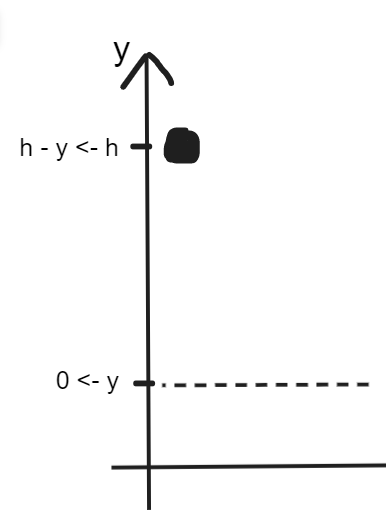 y
h - y <- h
0 <- y